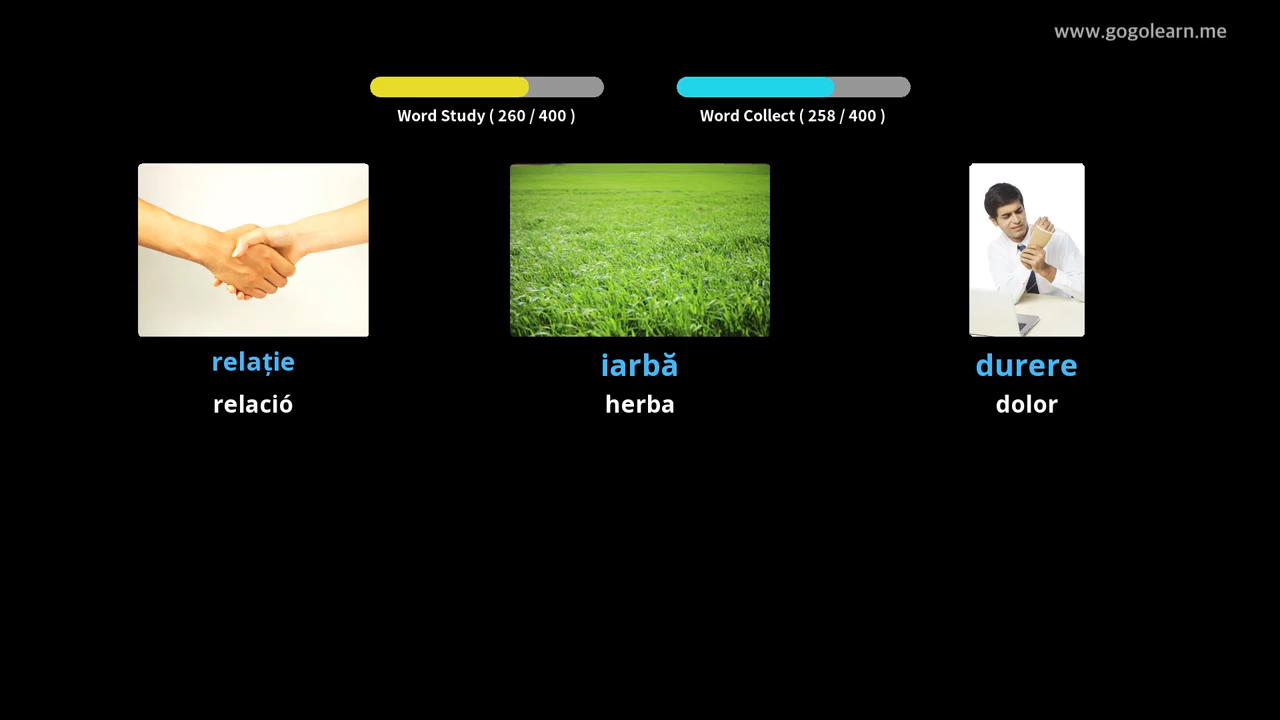 www.gogolearn.me
Word Study ( 260 / 400 )
Word Collect ( 258 / 400 )
relație
iarbă
durere
relació
herba
dolor